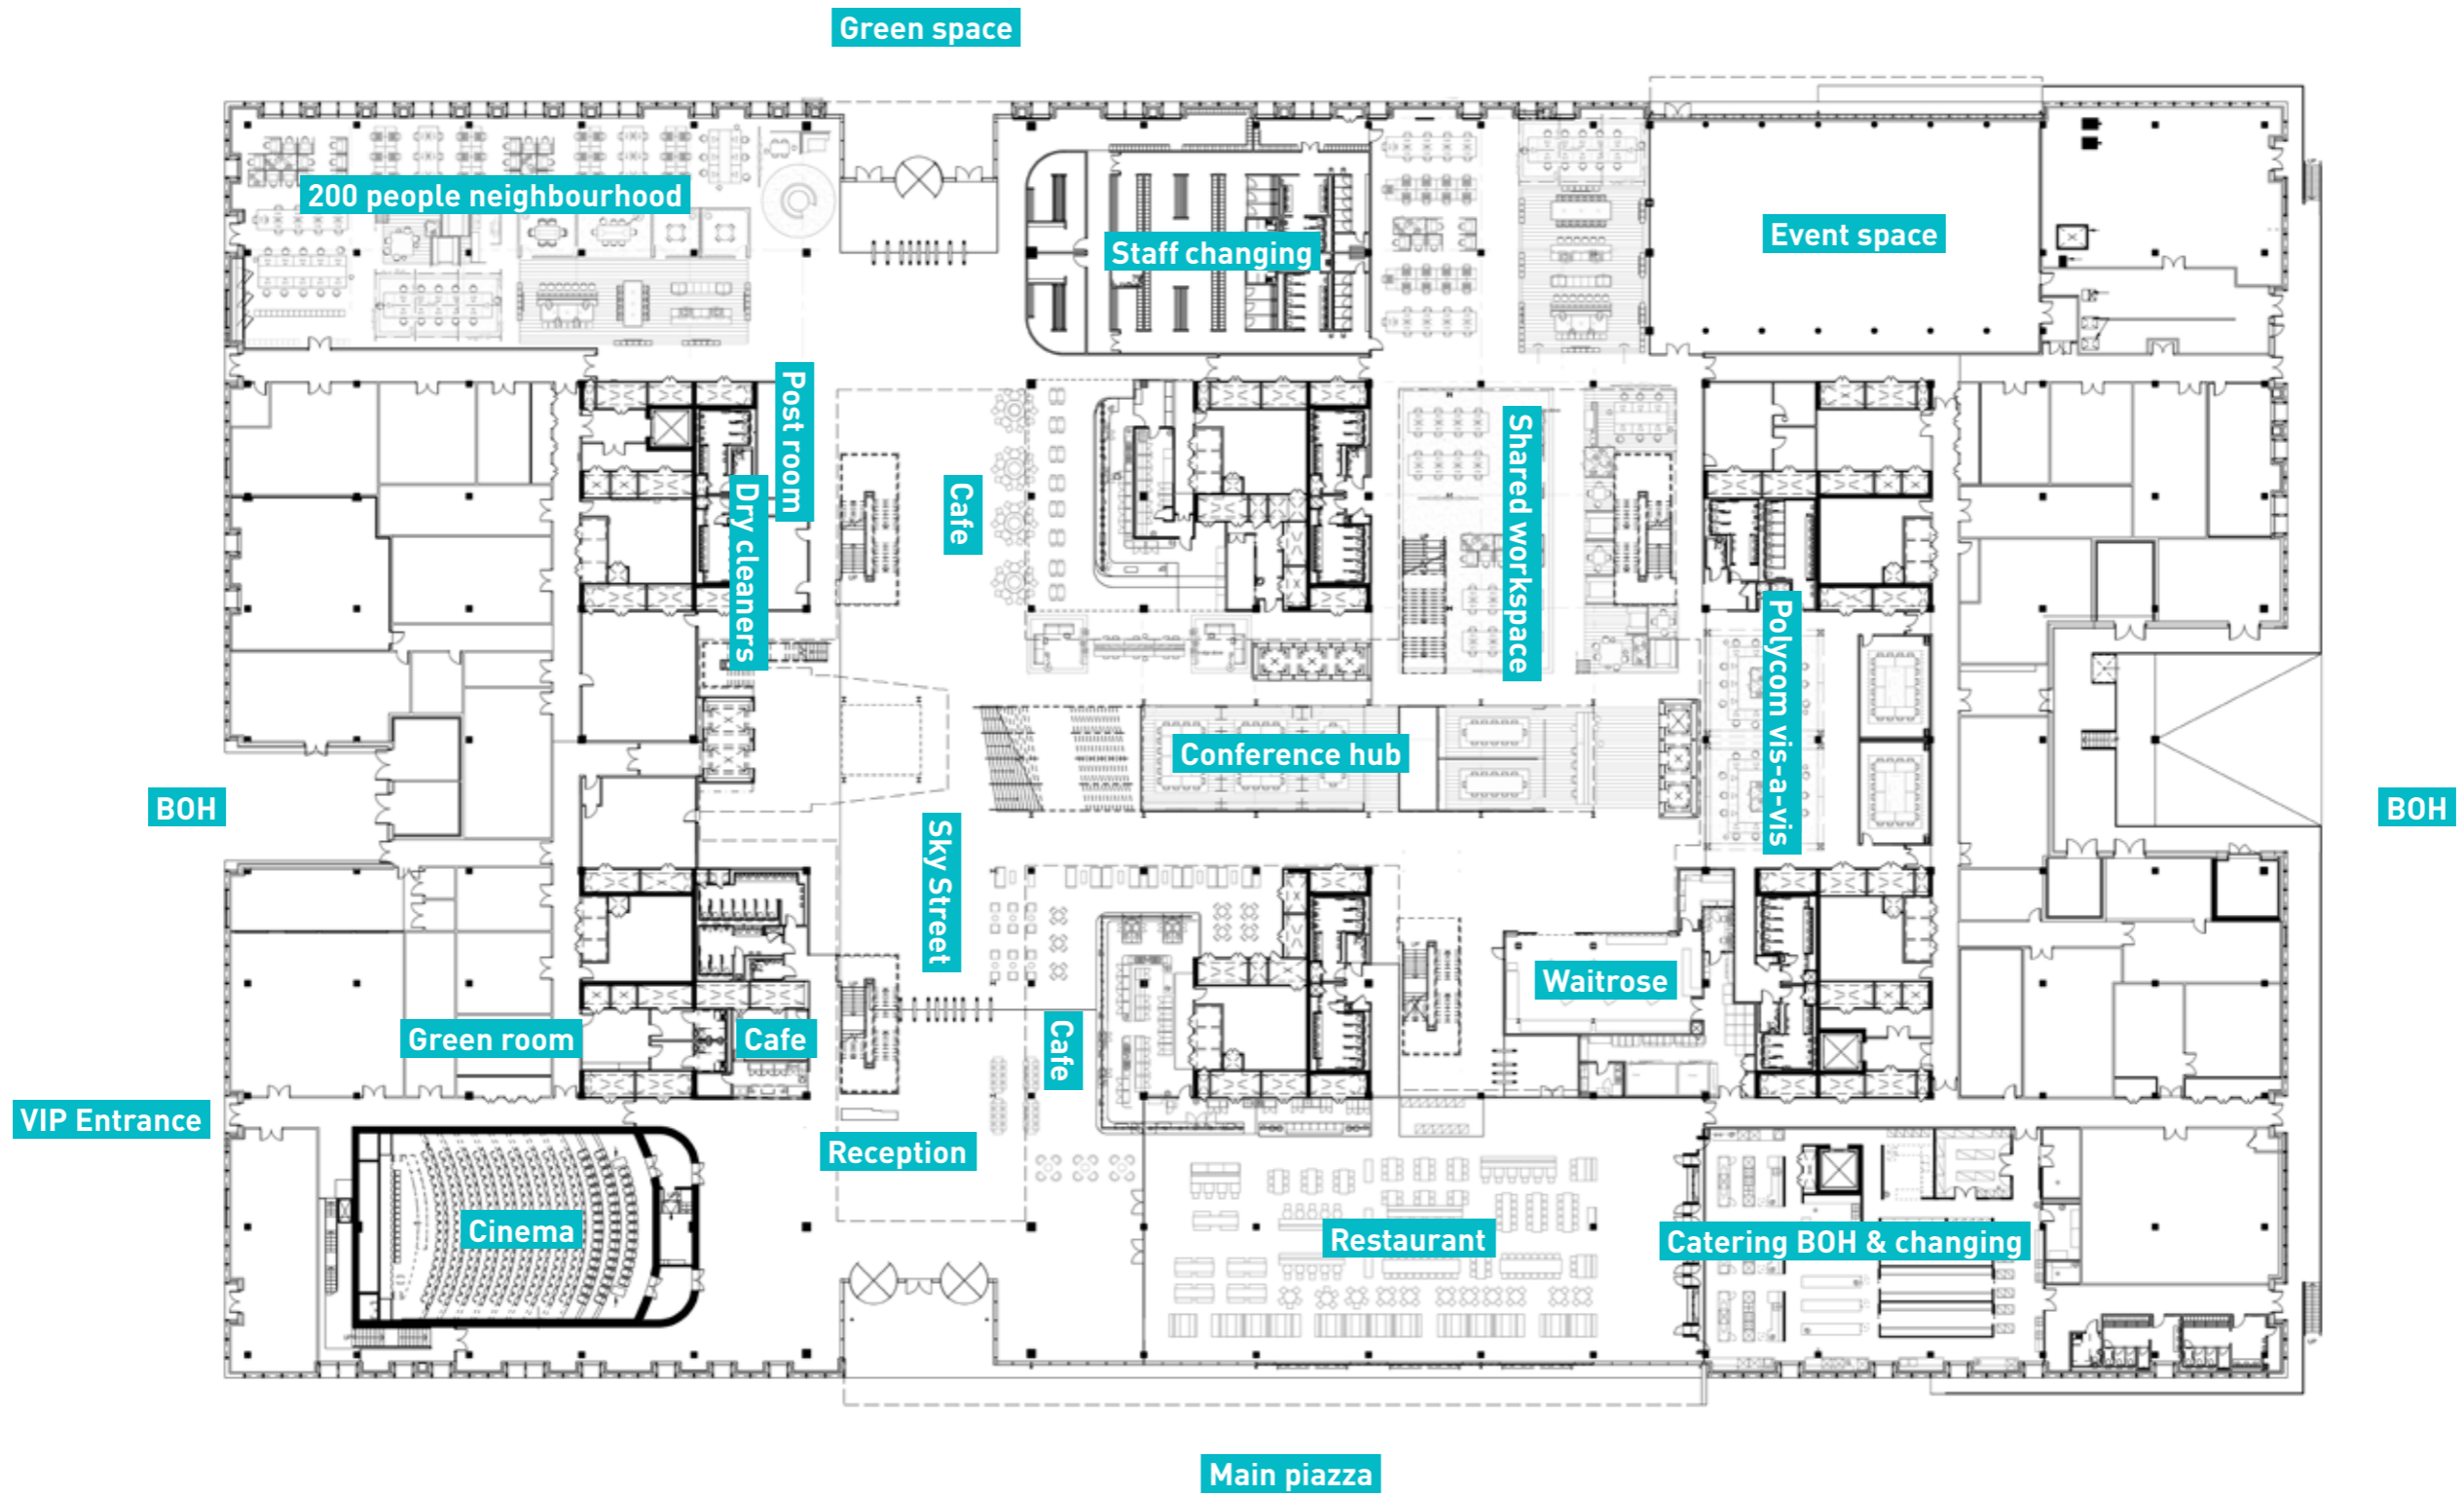 Green space
200 people neighbourhood
Staff changing
Event space
Post room
Dry cleaners
Cafe
Shared workspace
Polycom vis-a-vis
Conference hub
BOH
BOH
Sky Street
Waitrose
Green room
Cafe
Cafe
VIP Entrance
Reception
Cinema
Restaurant
Catering BOH & changing
Main piazza